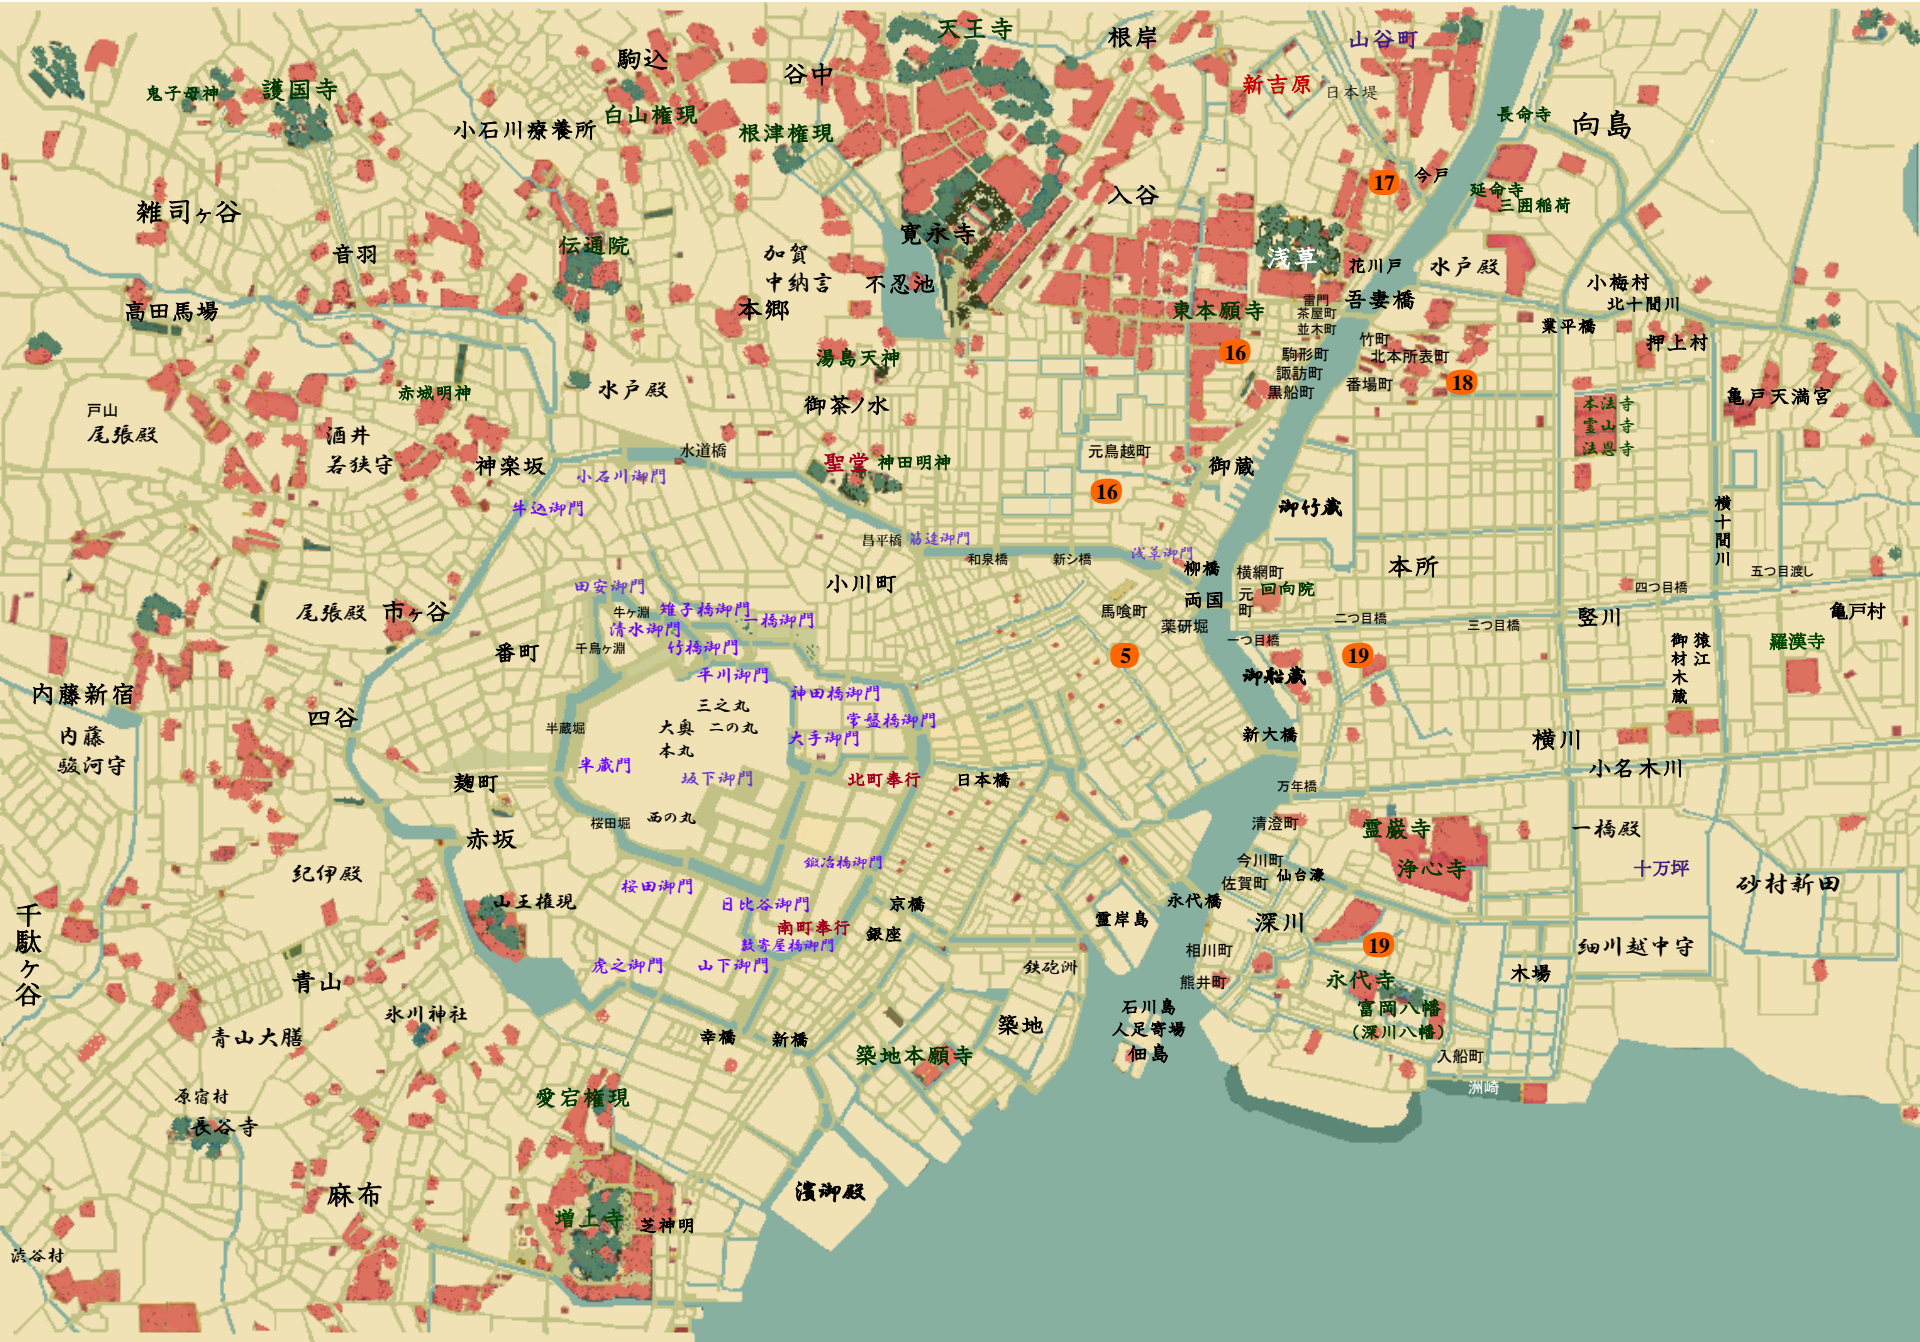 天王寺
根岸
山谷町
駒込
谷中
新吉原
日本堤
鬼子母神
護国寺
白山権現
小石川療養所
根津権現
長命寺
向島
17
今戸
延命寺
三囲稲荷
入谷
雑司ヶ谷
音羽
伝通院
寛永寺
加賀
中納言
不忍池
浅草
花川戸
水戸殿
小梅村
北十間川
高田馬場
本郷
東本願寺
雷門
茶屋町
並木町
吾妻橋
業平橋
押上村
湯島天神
16
駒形町
諏訪町
黒船町
竹町
北本所表町
番場町
18
赤城明神
水戸殿
御茶ノ水
本法寺
霊山寺
法恩寺
亀戸天満宮
戸山
尾張殿
酒井
若狭守
神楽坂
水道橋
小石川御門
聖堂
神田明神
元鳥越町
御蔵
16
牛込御門
御竹蔵
横十間川
昌平橋
筋違御門
和泉橋
新シ橋
浅草御門
柳橋
横網町
本所
五つ目渡し
四つ目橋
田安御門
小川町
両国
元町
回向院
馬喰町
薬研堀
尾張殿
市ヶ谷
牛ヶ淵
雉子橋御門
一橋御門
清水御門
竹橋御門
千鳥ヶ淵
番町
一つ目橋
二つ目橋
三つ目橋
竪川
亀戸村
猿江
御材木蔵
羅漢寺
5
19
御船蔵
平川御門
神田橋御門
内藤新宿
四谷
三之丸
大奥
二の丸
本丸
常盤橋御門
大手御門
半蔵堀
新大橋
横川
内藤
駿河守
半蔵門
坂下御門
北町奉行
日本橋
小名木川
麹町
万年橋
西の丸
桜田堀
清澄町
霊巌寺
一橋殿
赤坂
鍛冶橋御門
今川町
仙台濠
浄心寺
十万坪
砂村新田
紀伊殿
桜田御門
佐賀町
山王権現
日比谷御門
京橋
永代橋
千駄ヶ谷
南町奉行
銀座
霊岸島
深川
数寄屋橋御門
19
細川越中守
虎之御門
山下御門
鉄砲洲
相川町
木場
青山
熊井町
永代寺
氷川神社
石川島
人足寄場
佃島
富岡八幡
(深川八幡)
青山大膳
幸橋
新橋
築地
築地本願寺
入船町
洲崎
原宿村
長谷寺
愛宕権現
麻布
濱御殿
増上寺
芝神明
渋谷村